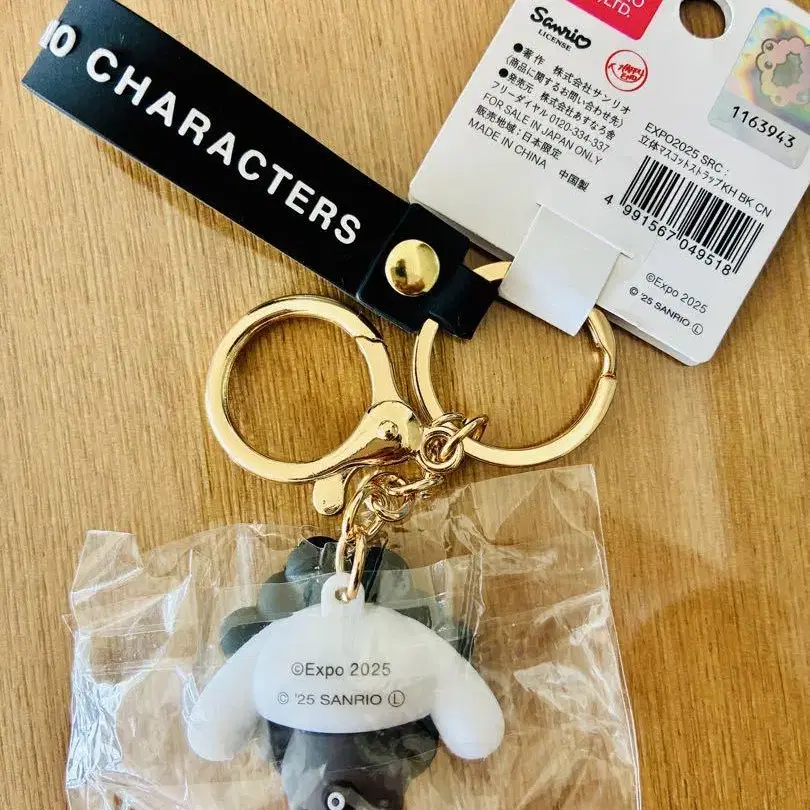 IO CHARACTERS
LTD.
Sanrio
LICENSE
HAPPY
END
●著作 株式会社サンリオ
(商品に関するお問い合わせ先)
●発売元 株式会社あすなろ舎
フリーダイヤル 0120-334-337
FOR SALE IN JAPAN ONLY
販売地域:日本限定
MADE IN CHINA 中国製
1163943
EXPO2025 SRC:
立体マスコットストラップKH BK CN
4 991567 049518
©Expo 2025
© '25 SANRIO Ⓛ
©Expo 2025
© '25 SANRIO Ⓛ